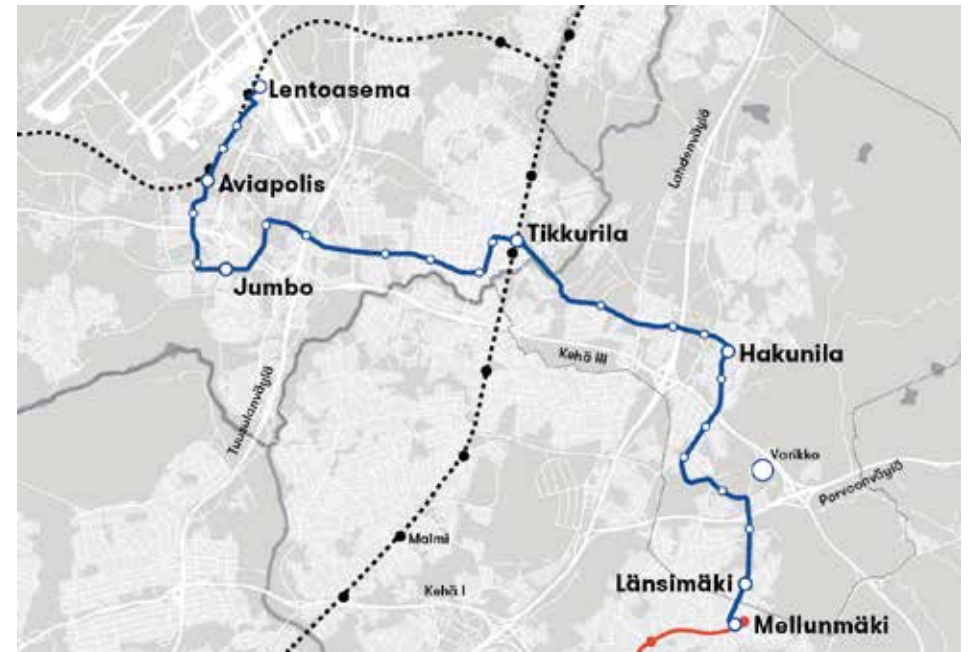 Lentoasema
Lahdenväylä
Aviapolis
Tikkurila
Jumbo
Hakunila
Kehä III
Tuusulanväylä
Varikko
Porvoonväylä
Malmi
Kehä I
Länsimäki
Mellunmäki